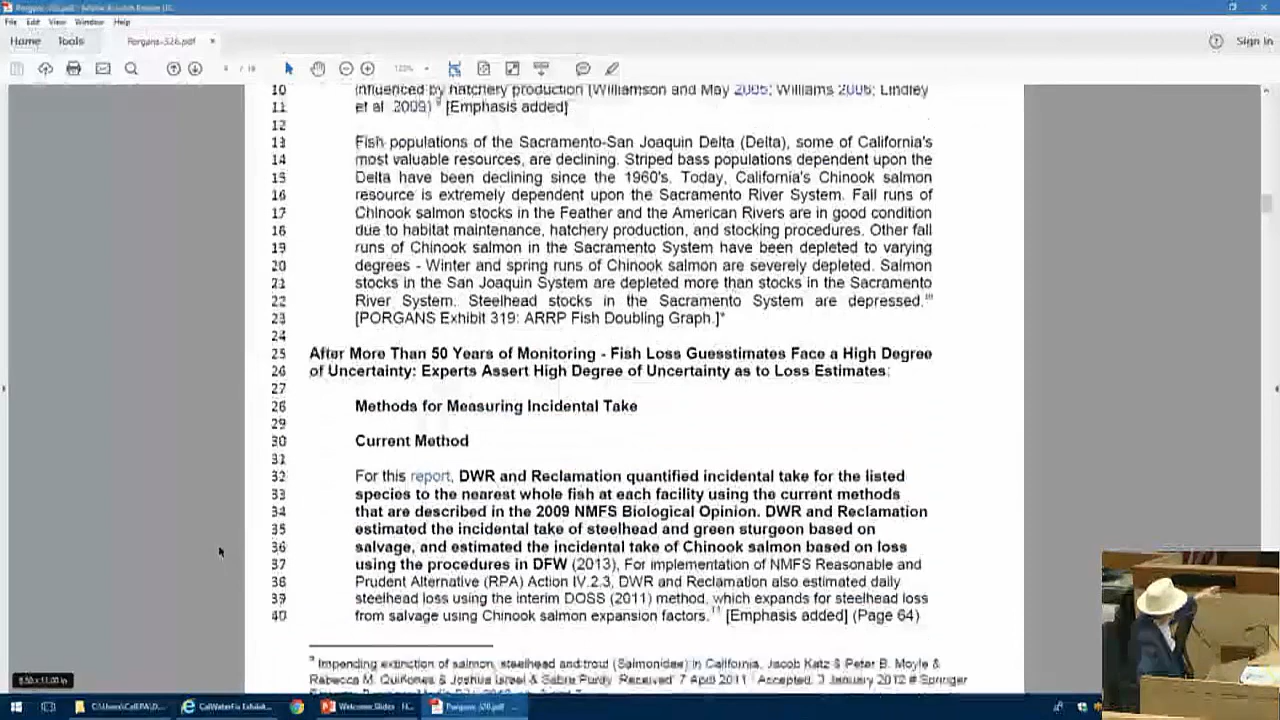 File Edit View Window Help
Home Tools Porgans-326.pdf × Sign In
10 influenced by hatchery production (Williamson and May 2005; Williams 2006; Lindley
11 et al. 2009) ⁹ [Emphasis added]
12
13 Fish populations of the Sacramento-San Joaquin Delta (Delta), some of California's
14 most valuable resources, are declining. Striped bass populations dependent upon the
15 Delta have been declining since the 1960's. Today, California's Chinook salmon
16 resource is extremely dependent upon the Sacramento River System. Fall runs of
17 Chinook salmon stocks in the Feather and the American Rivers are in good condition
18 due to habitat maintenance, hatchery production, and stocking procedures. Other fall
19 runs of Chinook salmon in the Sacramento System have been depleted to varying
20 degrees - Winter and spring runs of Chinook salmon are severely depleted. Salmon
21 stocks in the San Joaquin System are depleted more than stocks in the Sacramento
22 River System. Steelhead stocks in the Sacramento System are depressed.¹⁰
23 [PORGANS Exhibit 319: ARRP Fish Doubling Graph.]*
24
25 After More Than 50 Years of Monitoring - Fish Loss Guesstimates Face a High Degree
26 of Uncertainty: Experts Assert High Degree of Uncertainty as to Loss Estimates:
27
28 Methods for Measuring Incidental Take
29
30 Current Method
31
32 For this report, DWR and Reclamation quantified incidental take for the listed
33 species to the nearest whole fish at each facility using the current methods
34 that are described in the 2009 NMFS Biological Opinion. DWR and Reclamation
35 estimated the incidental take of steelhead and green sturgeon based on
36 salvage, and estimated the incidental take of Chinook salmon based on loss
37 using the procedures in DFW (2013), For implementation of NMFS Reasonable and
38 Prudent Alternative (RPA) Action IV.2.3, DWR and Reclamation also estimated daily
39 steelhead loss using the interim DOSS (2011) method, which expands for steelhead loss
40 from salvage using Chinook salmon expansion factors.¹¹ [Emphasis added] (Page 64)
⁹ Impending extinction of salmon, steelhead and trout (Salmonidae) in California, Jacob Katz & Peter B. Moyle &
Rebecca M. Quiñones & Joshua Israel & Sabra Purdy. Received: 7 April 2011 Accepted: 3 January 2012 # Springer
8.50 x 11.00 in
C:\Users\CalEPA\D... CalWaterFix Exhibit... Welcome Slides